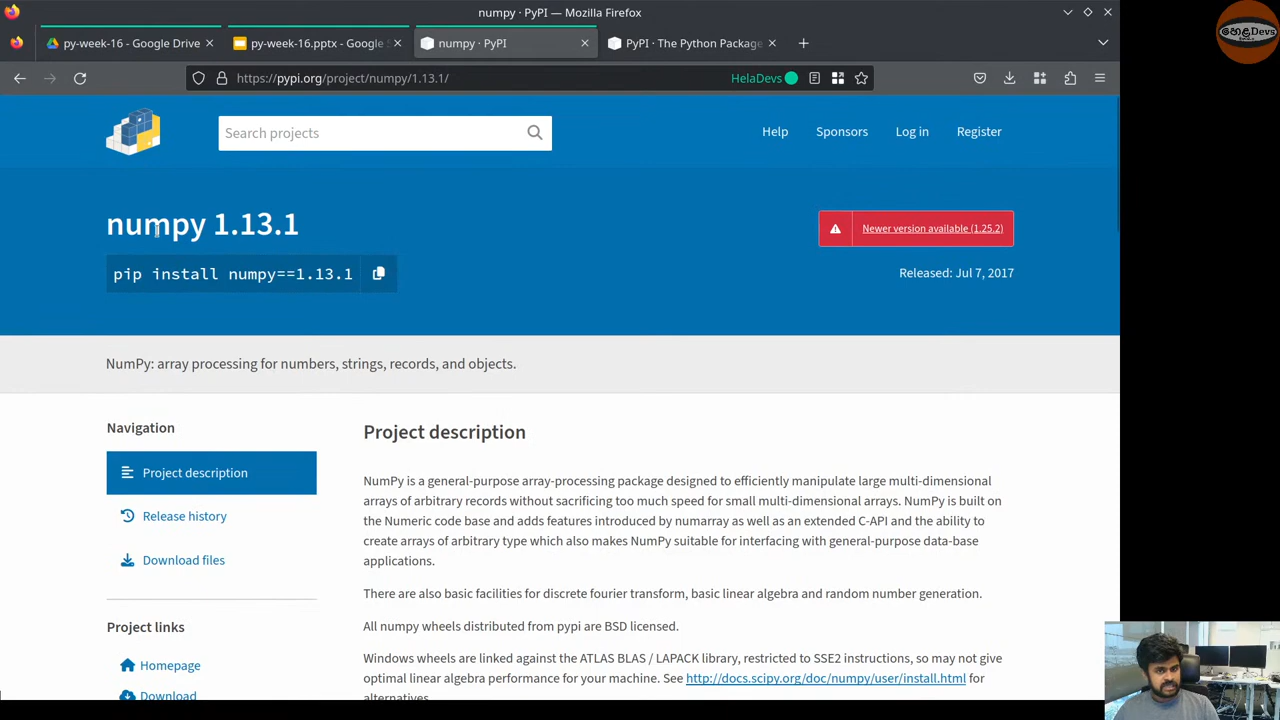 numpy · PyPI — Mozilla Firefox
py-week-16 - Google Drive
py-week-16.pptx - Google S
numpy · PyPI
PyPI · The Python Package
https://pypi.org/project/numpy/1.13.1/
HelaDevs
හෙළDevs
Search projects
Help
Sponsors
Log in
Register
numpy 1.13.1
Newer version available (1.25.2)
pip install numpy==1.13.1
Released: Jul 7, 2017
NumPy: array processing for numbers, strings, records, and objects.
Navigation
Project description
Release history
Download files
Project links
Homepage
Download
Project description
NumPy is a general-purpose array-processing package designed to efficiently manipulate large multi-dimensional
arrays of arbitrary records without sacrificing too much speed for small multi-dimensional arrays. NumPy is built on
the Numeric code base and adds features introduced by numarray as well as an extended C-API and the ability to
create arrays of arbitrary type which also makes NumPy suitable for interfacing with general-purpose data-base
applications.
There are also basic facilities for discrete fourier transform, basic linear algebra and random number generation.
All numpy wheels distributed from pypi are BSD licensed.
Windows wheels are linked against the ATLAS BLAS / LAPACK library, restricted to SSE2 instructions, so may not give
optimal linear algebra performance for your machine. See http://docs.scipy.org/doc/numpy/user/install.html for
alternatives.